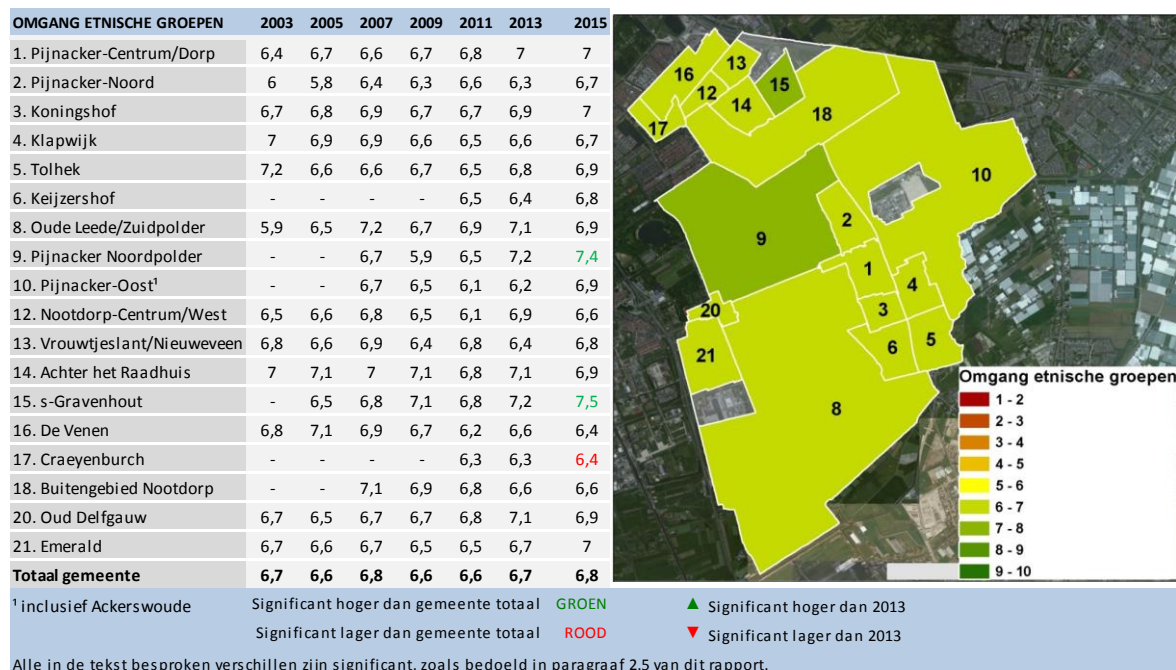 OMGANG ETNISCHE GROEPEN 2003 2005 2007 2009 2011 2013 2015
1. Pijnacker-Centrum/Dorp 6,4 6,7 6,6 6,7 6,8 7 7
2. Pijnacker-Noord 6 5,8 6,4 6,3 6,6 6,3 6,7
3. Koningshof 6,7 6,8 6,9 6,7 6,7 6,9 7
4. Klapwijk 7 6,9 6,9 6,6 6,5 6,6 6,7
5. Tolhek 7,2 6,6 6,6 6,7 6,5 6,8 6,9
6. Keijzershof - - - - 6,5 6,4 6,8
8. Oude Leede/Zuidpolder 5,9 6,5 7,2 6,7 6,9 7,1 6,9
9. Pijnacker Noordpolder - - 6,7 5,9 6,5 7,2 7,4
10. Pijnacker-Oost¹ - - 6,7 6,5 6,1 6,2 6,9
12. Nootdorp-Centrum/West 6,5 6,6 6,8 6,5 6,1 6,9 6,6
13. Vrouwtjeslant/Nieuweveen 6,8 6,6 6,9 6,4 6,8 6,4 6,8
14. Achter het Raadhuis 7 7,1 7 7,1 6,8 7,1 6,9
15. s-Gravenhout - 6,5 6,8 7,1 6,8 7,2 7,5
16. De Venen 6,8 7,1 6,9 6,7 6,2 6,6 6,4
17. Craeyenburch - - - - 6,3 6,3 6,4
18. Buitengebied Nootdorp - - 7,1 6,9 6,8 6,6 6,6
20. Oud Delfgauw 6,7 6,5 6,7 6,7 6,8 7,1 6,9
21. Emerald 6,7 6,6 6,7 6,5 6,5 6,7 7
Totaal gemeente 6,7 6,6 6,8 6,6 6,6 6,7 6,8
¹ inclusief Ackerswoude Significant hoger dan gemeente totaal GROEN ▲ Significant hoger dan 2013
Significant lager dan gemeente totaal ROOD ▼ Significant lager dan 2013
Alle in de tekst besproken verschillen zijn significant, zoals bedoeld in paragraaf 2.5 van dit rapport.
13
16
15
12
14
18
17
10
2
9
1
4
20
3
5
6
21
8
Omgang etnische groepen
1 - 2
2 - 3
3 - 4
4 - 5
5 - 6
6 - 7
7 - 8
8 - 9
9 - 10